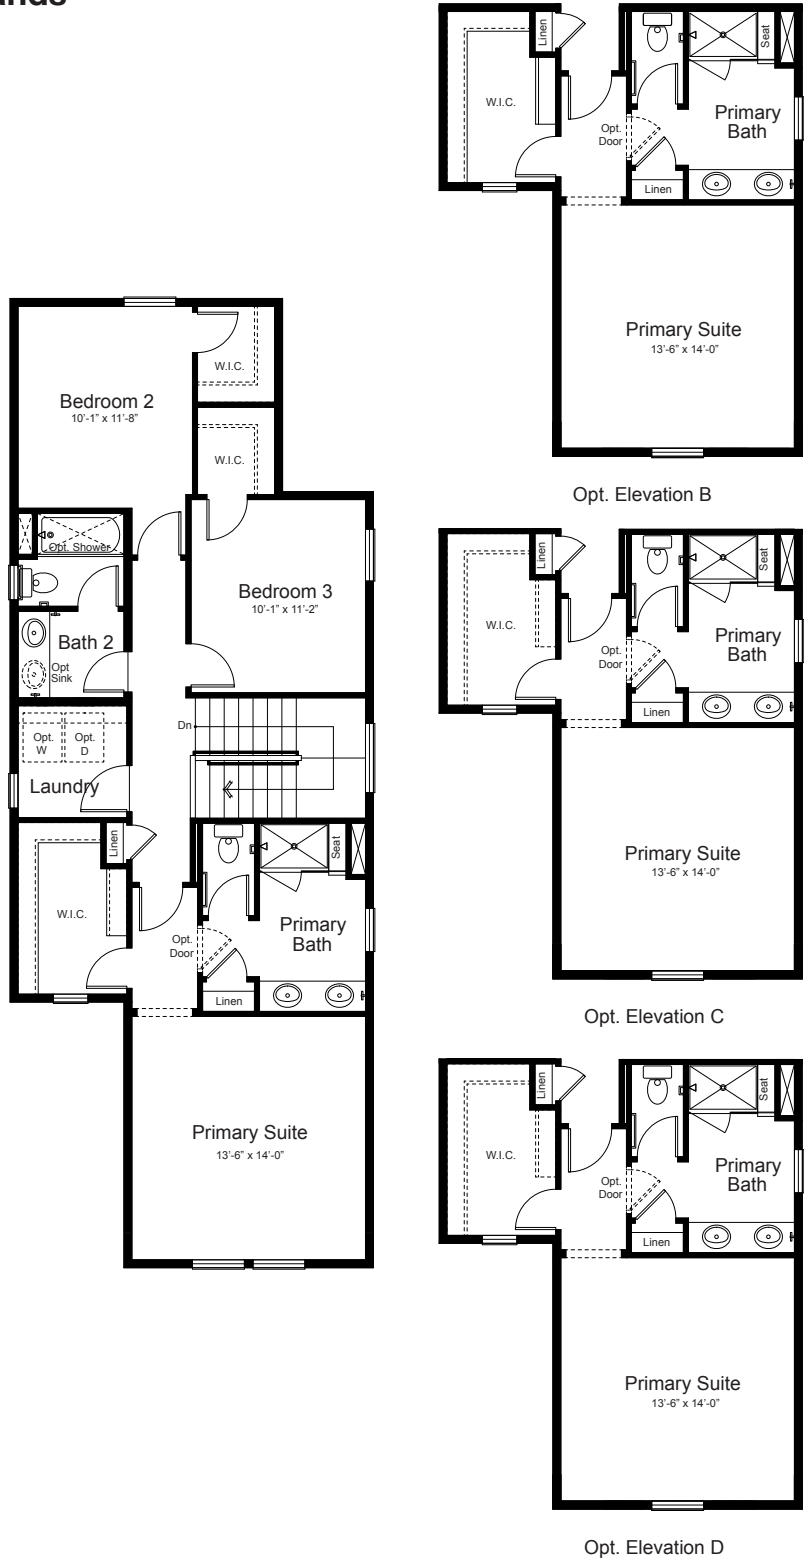 W.I.C.
Linen
Seat
Primary
Bath
Opt.
Door
Linen
Primary Suite
13'-6” x 14'-0”
Opt. Elevation B
W.I.C.
Bedroom 2
10'-1” x 11'-8”
W.I.C.
Opt. Shower
Bedroom 3
10'-1” x 11'-2”
Bath 2
Opt
Sink
Dn
Opt.
W
Opt.
D
Laundry
Linen
Seat
W.I.C.
Primary
Bath
Opt.
Door
Linen
Primary Suite
13'-6” x 14'-0”
Linen
Seat
W.I.C.
Primary
Bath
Opt.
Door
Linen
Primary Suite
13'-6” x 14'-0”
Opt. Elevation C
Linen
Seat
W.I.C.
Primary
Bath
Opt.
Door
Linen
Primary Suite
13'-6” x 14'-0”
Opt. Elevation D